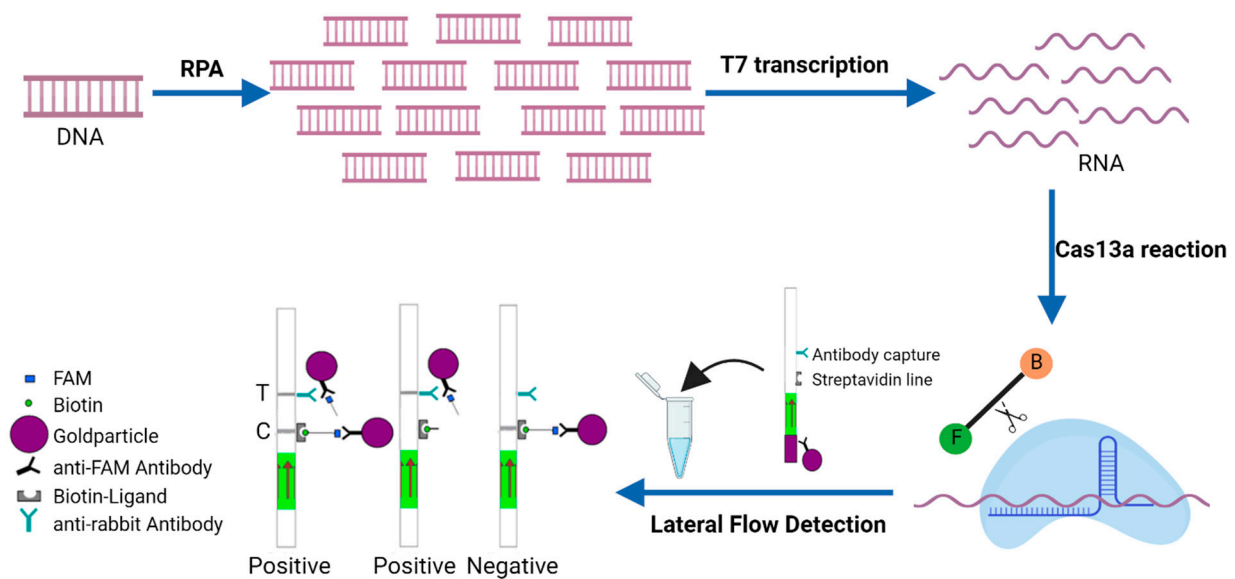 RPA
T7 transcription
DNA
RNA
Cas13a reaction
B
F
Antibody capture
Streptavidin line
Lateral Flow Detection
T
C
FAM
Biotin
Goldparticle
anti-FAM Antibody
Biotin-Ligand
anti-rabbit Antibody
Positive Positive Negative